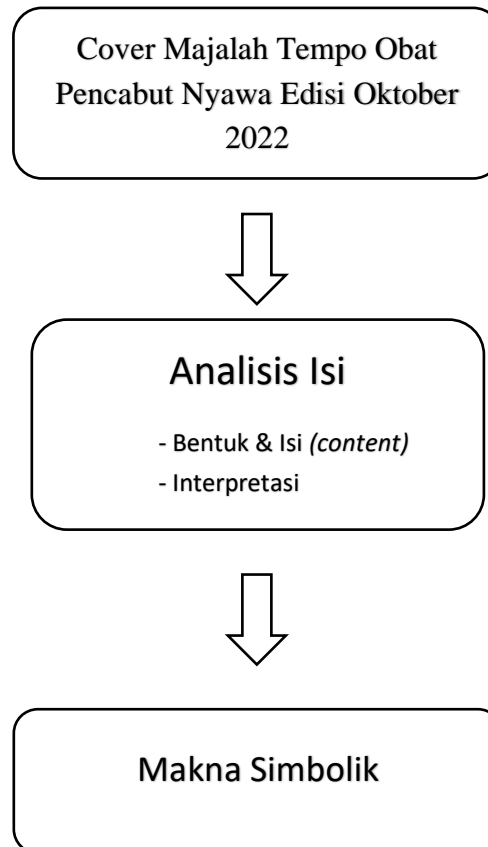 Cover Majalah Tempo Obat
Pencabut Nyawa Edisi Oktober
2022
Analisis Isi
- Bentuk & Isi (content)
- Interpretasi
Makna Simbolik